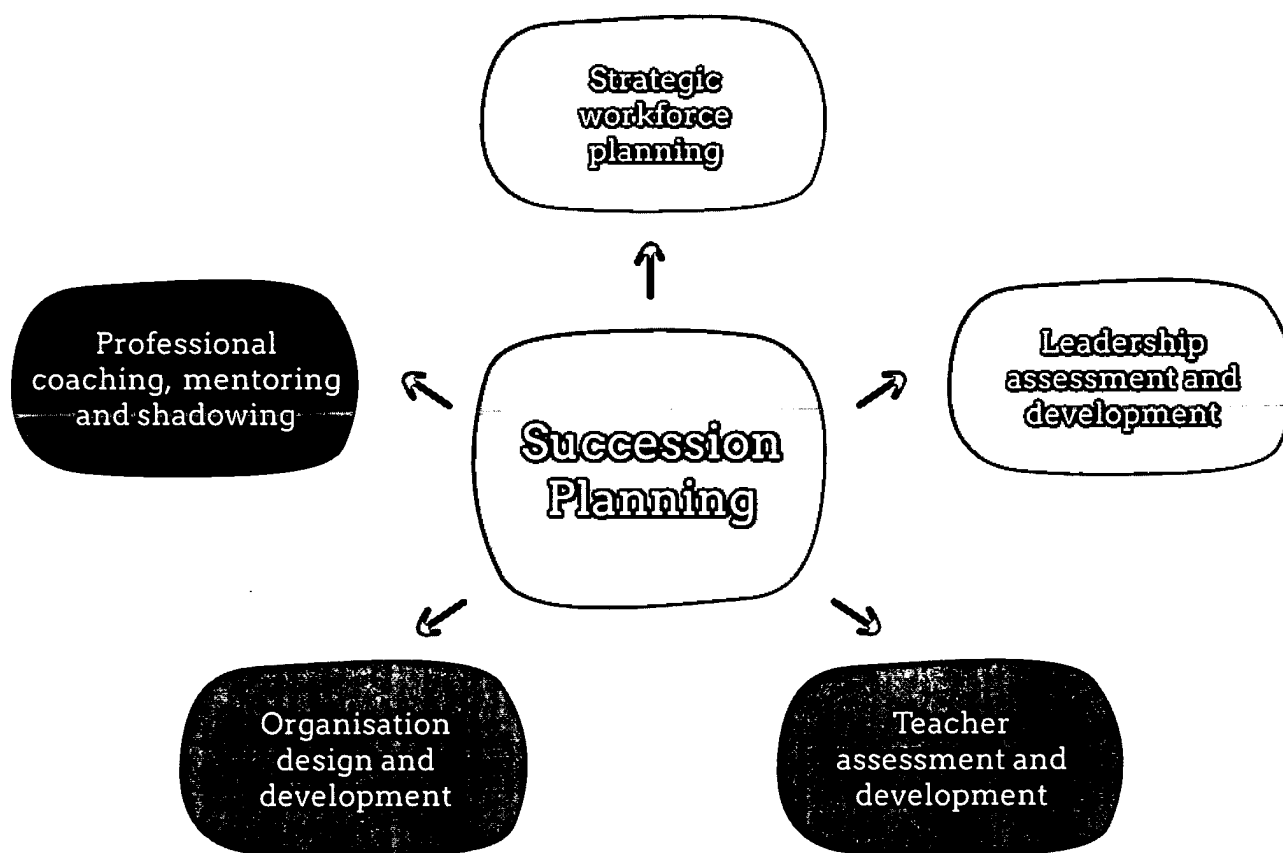 Strategic
workforce
planning
Professional
coaching, mentoring
and shadowing
Leadership
assessment and
development
Succession
Planning
Organisation
design and
development
Teacher
assessment and
development